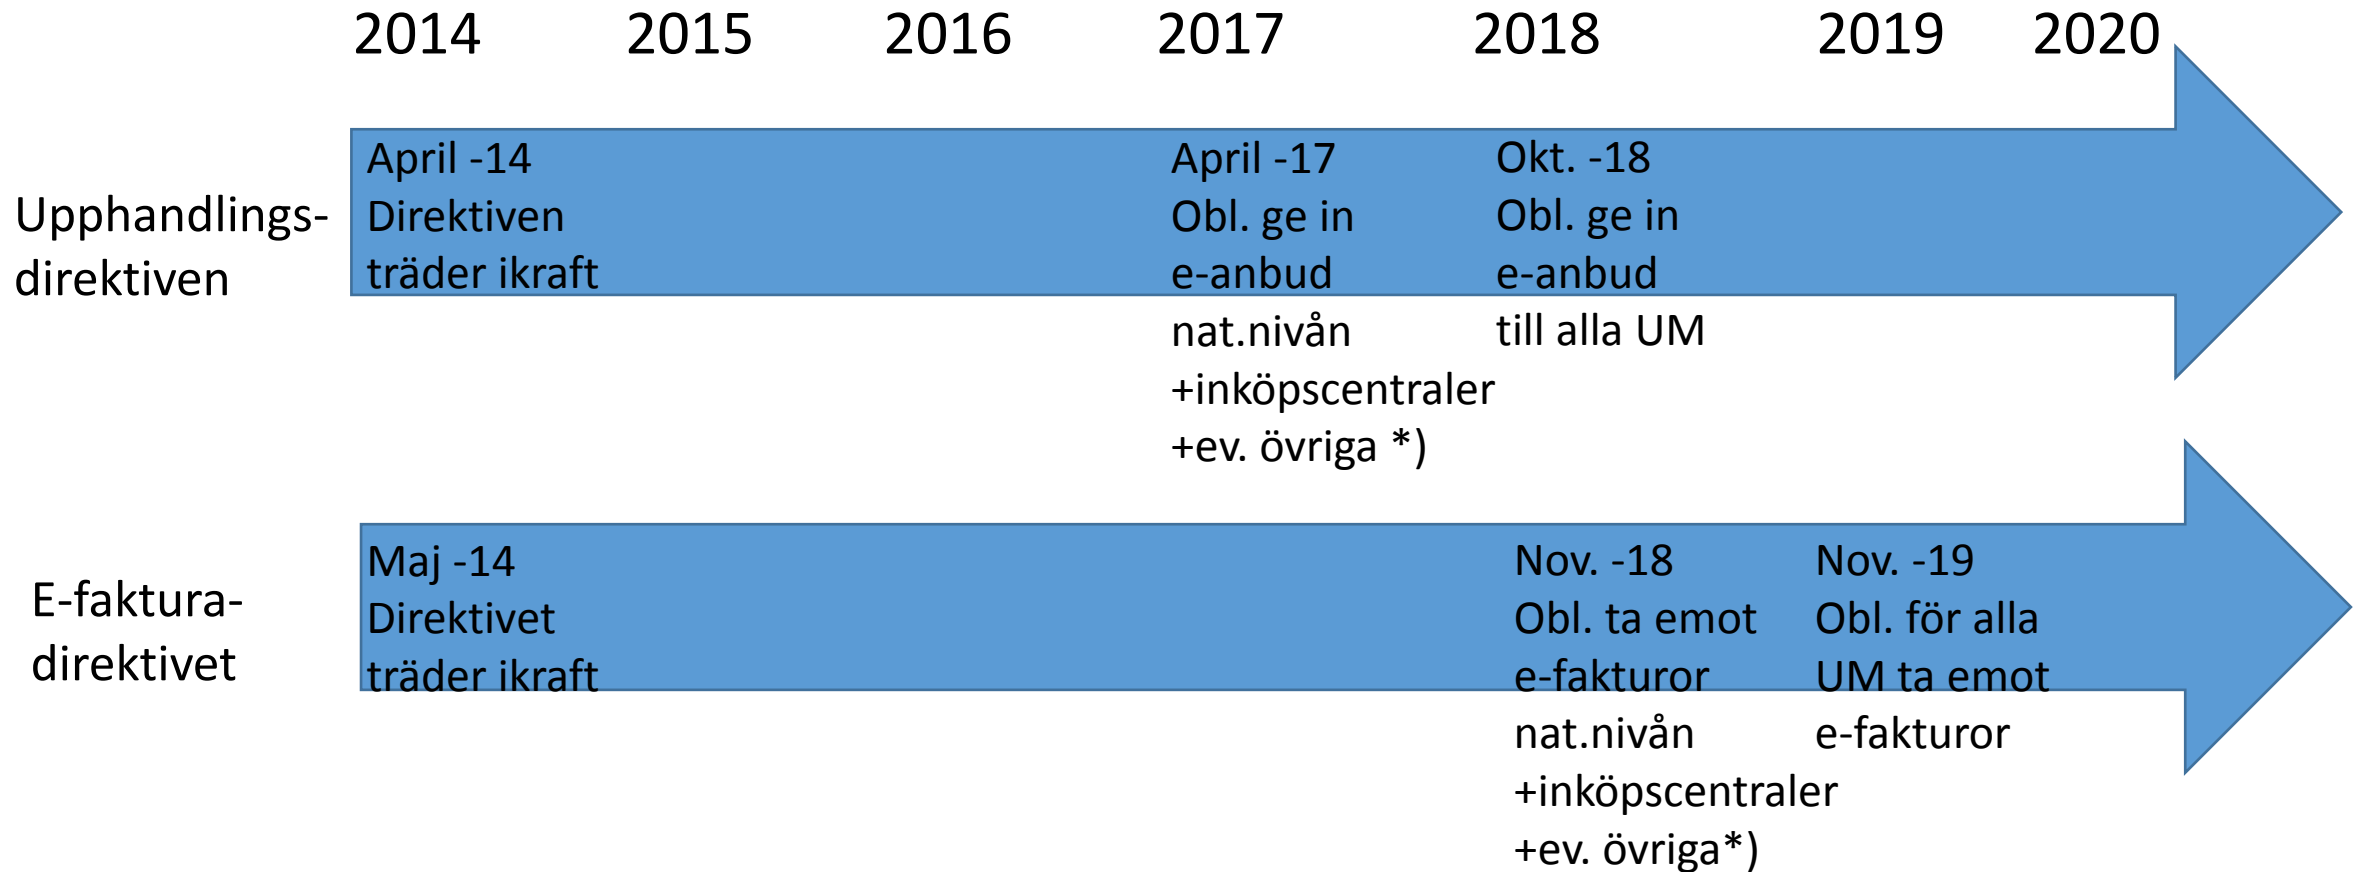 2014 2015 2016 2017 2018 2019 2020
Upphandlings-
direktiven
April -14
Direktiven
träder ikraft
April -17
Obl. ge in
e-anbud
nat.nivån
+inköpscentraler
+ev. övriga *)
Okt. -18
Obl. ge in
e-anbud
till alla UM
E-faktura-
direktivet
Maj -14
Direktivet
träder ikraft
Nov. -18
Obl. ta emot
e-fakturor
nat.nivån
+inköpscentraler
+ev. övriga*)
Nov. -19
Obl. för alla
UM ta emot
e-fakturor